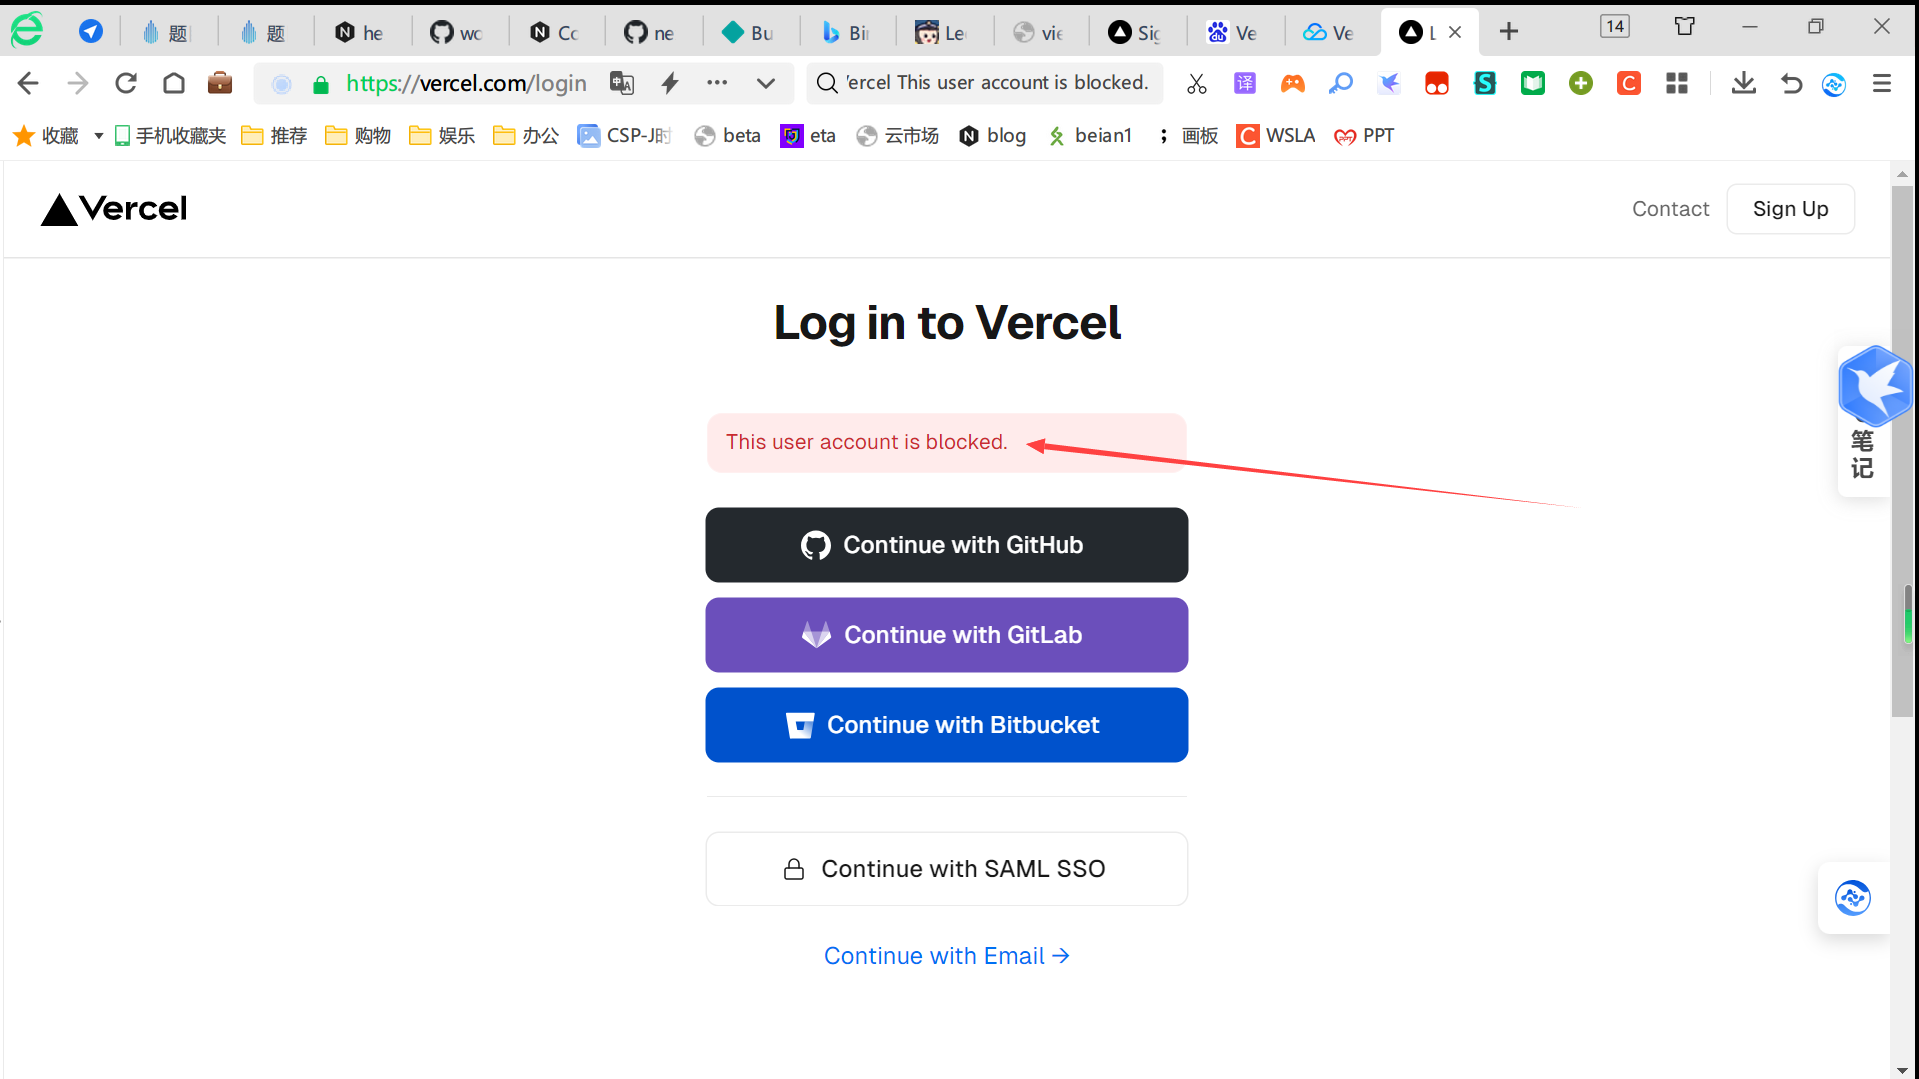 题
题
he
wc
Cc
ne
Bu
Bi
Le
vie
Sig
Ve
Ve
L
14
https://vercel.com/login
ercel This user account is blocked.
译
S
C
收藏
手机收藏夹
推荐
购物
娱乐
办公
CSP-J时
beta
eta
云市场
blog
beian1
画板
WSLA
PPT
Vercel
Contact
Sign Up
Log in to Vercel
This user account is blocked.
笔
记
Continue with GitHub
Continue with GitLab
Continue with Bitbucket
Continue with SAML SSO
Continue with Email →